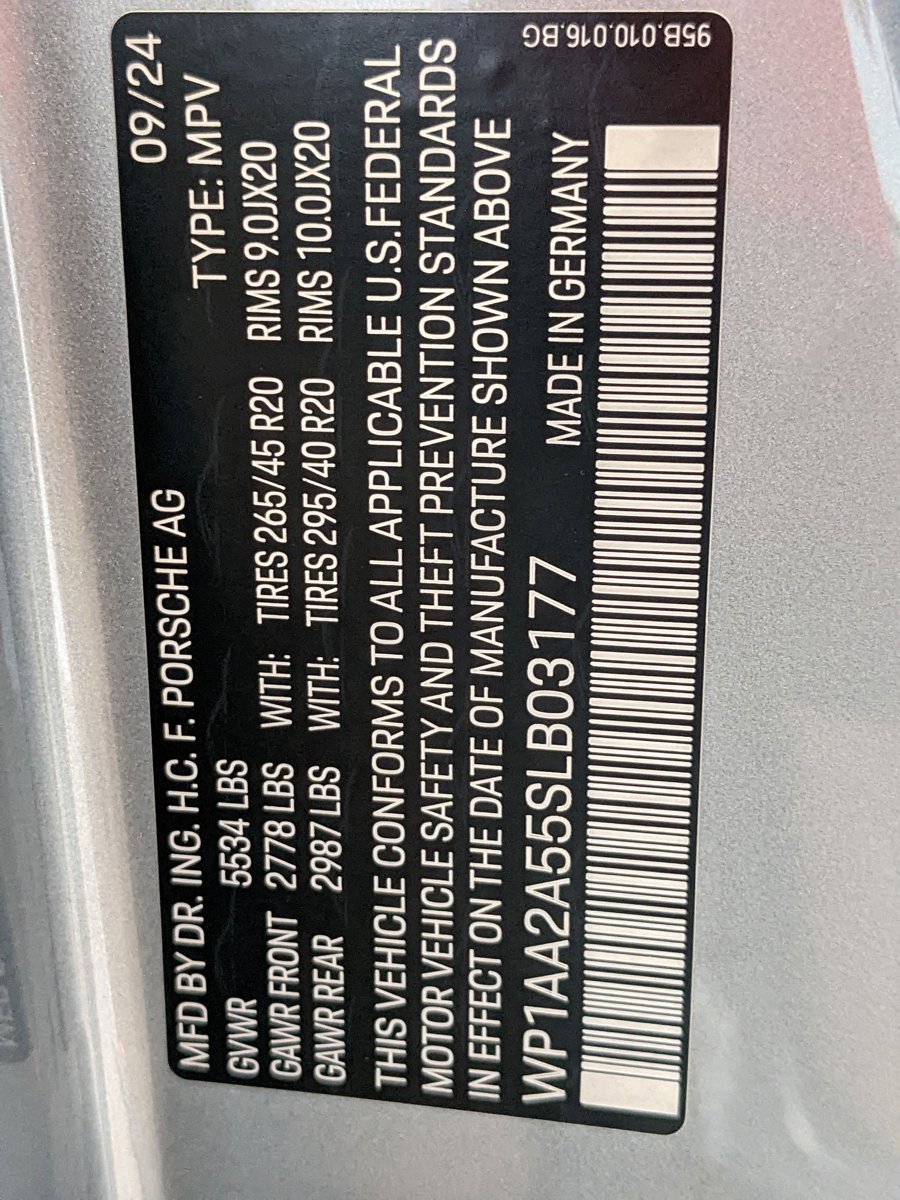 MFD BY DR. ING. H.C. F. PORSCHE AG 09/24
GVWR 5534 LBS TYPE: MPV
GAWR FRONT 2778 LBS WITH: TIRES 265/45 R20 RIMS 9.0JX20
GAWR REAR 2987 LBS WITH: TIRES 295/40 R20 RIMS 10.0JX20
THIS VEHICLE CONFORMS TO ALL APPLICABLE U.S.FEDERAL
MOTOR VEHICLE SAFETY AND THEFT PREVENTION STANDARDS
IN EFFECT ON THE DATE OF MANUFACTURE SHOWN ABOVE
WP1AA2A55SLB03177 MADE IN GERMANY
95B.010.016.BG